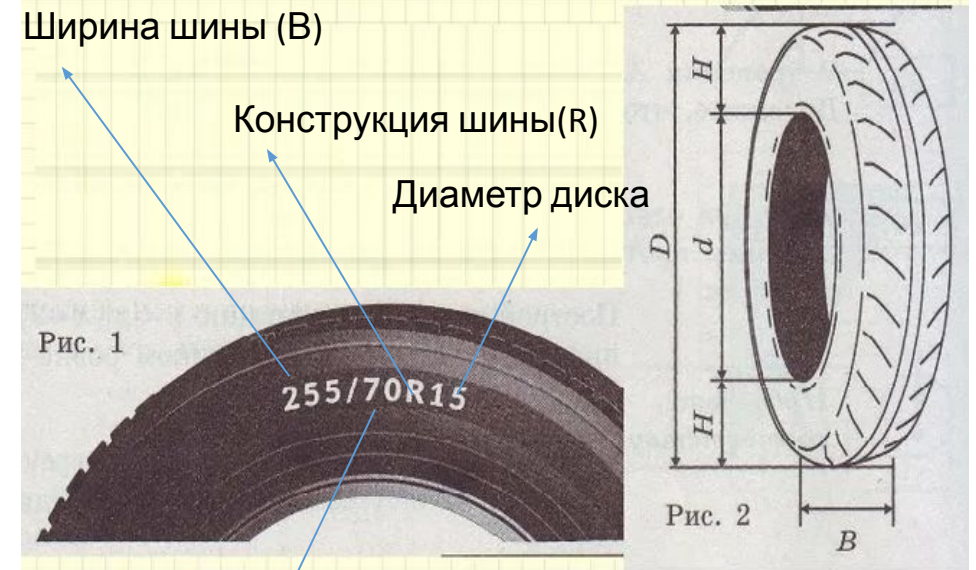 Ширина шины (B)
Конструкция шины(R)
Диаметр диска
Рис. 1
255/70R15
H
D
d
H
Рис. 2
B